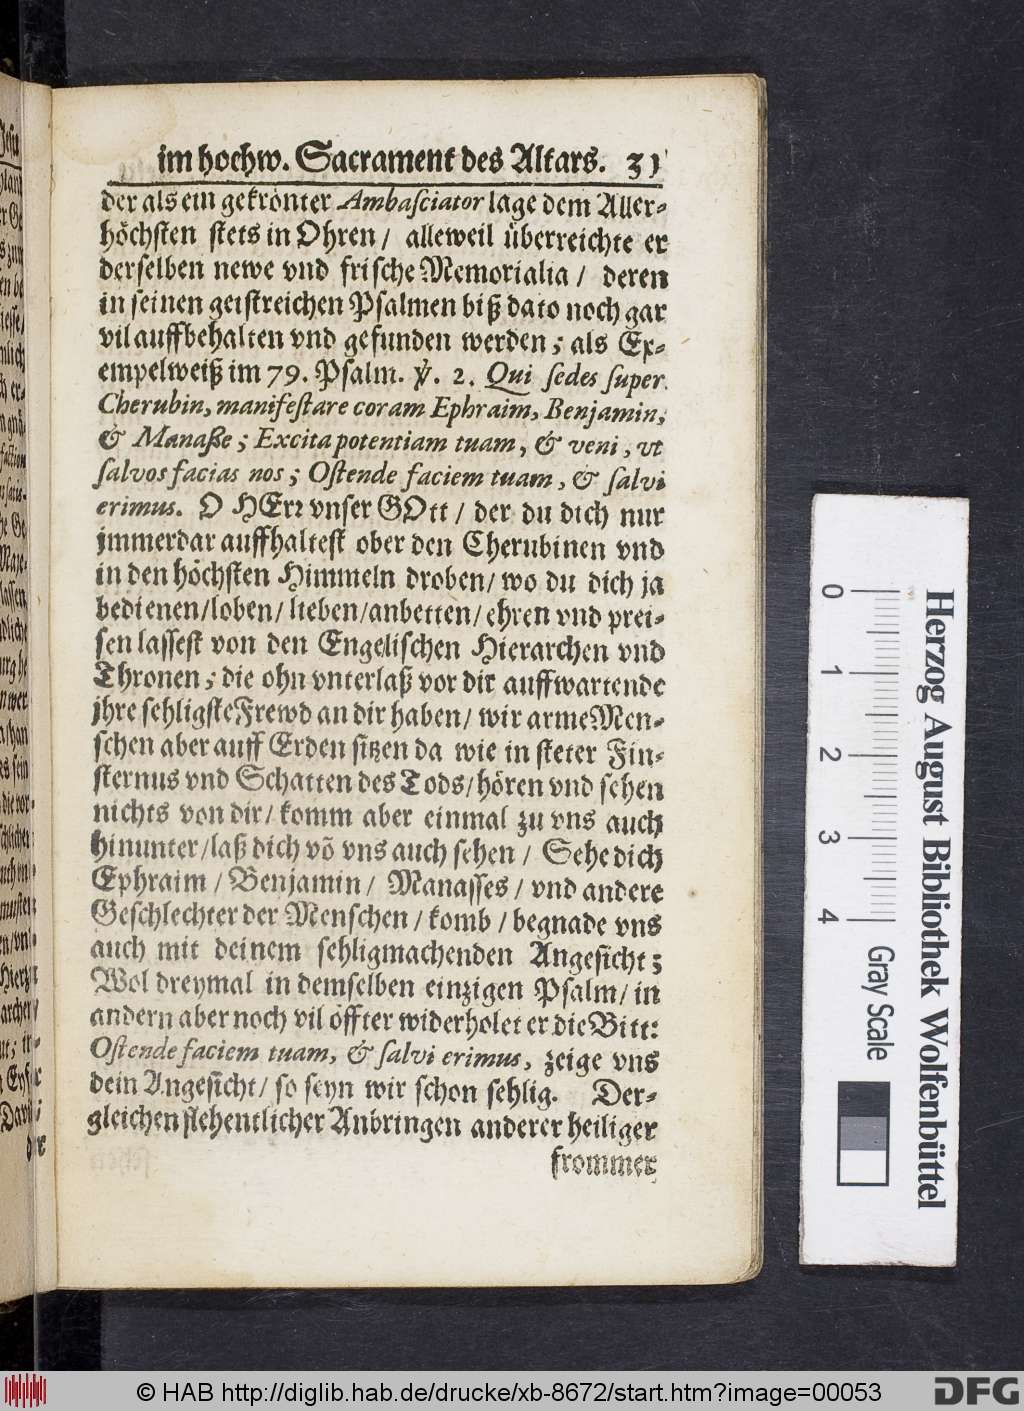 im hochw. Sacrament des Altars. 31
der als ein gekrönter Ambasciator lage dem Aller-
höchsten stets in Ohren / alleweil überreichte er
derselben newe vnd frische Memorialia / deren
in seinen geistreichen Psalmen biß dato noch gar
vil auffbehalten vnd gefunden werden; als Ex-
empelweiß im 79. Psalm. ℣. 2. Qui sedes super
Cherubin, manifestare coram Ephraim, Benjamin,
& Manaße; Excita potentiam tuam, & veni, vt
salvos facias nos; Ostende faciem tuam, & salvi
erimus. O HErr vnser GOtt / der du dich nur
jmmerdar auffhaltest ober den Cherubinen vnd
in den höchsten Himmeln droben / wo du dich ja
bedienen / loben / lieben / anbetten / ehren vnd prei-
sen lassest von den Engelischen Hierarchen vnd
Thronen; die ohn vnterlaß vor dir auffwartende
jhre sehligste Frewd an dir haben / wir arme Men-
schen aber auff Erden sitzen da wie in steter Fin-
sternus vnd Schatten des Tods / hören vnd sehen
nichts von dir / komm aber einmal zu vns auch
hinunter / laß dich võ vns auch sehen / Sehe dich
Ephraim / Benjamin / Manasses / vnd andere
Geschlechter der Menschen / komb / begnade vns
auch mit deinem sehligmachenden Angesicht;
Wol dreymal in demselben einzigen Psalm / in
andern aber noch vil öffter widerholet er die Bitt:
Ostende faciem tuam, & salvi erimus, zeige vns
dein Angesicht / so seyn wir schon sehlig. Der-
gleichen flehentlicher Anbringen anderer heiliger
frommer
0 1 2 3 4
Gray Scale
Herzog August Bibliothek Wolfenbüttel
© HAB http://diglib.hab.de/drucke/xb-8672/start.htm?image=00053
DFG